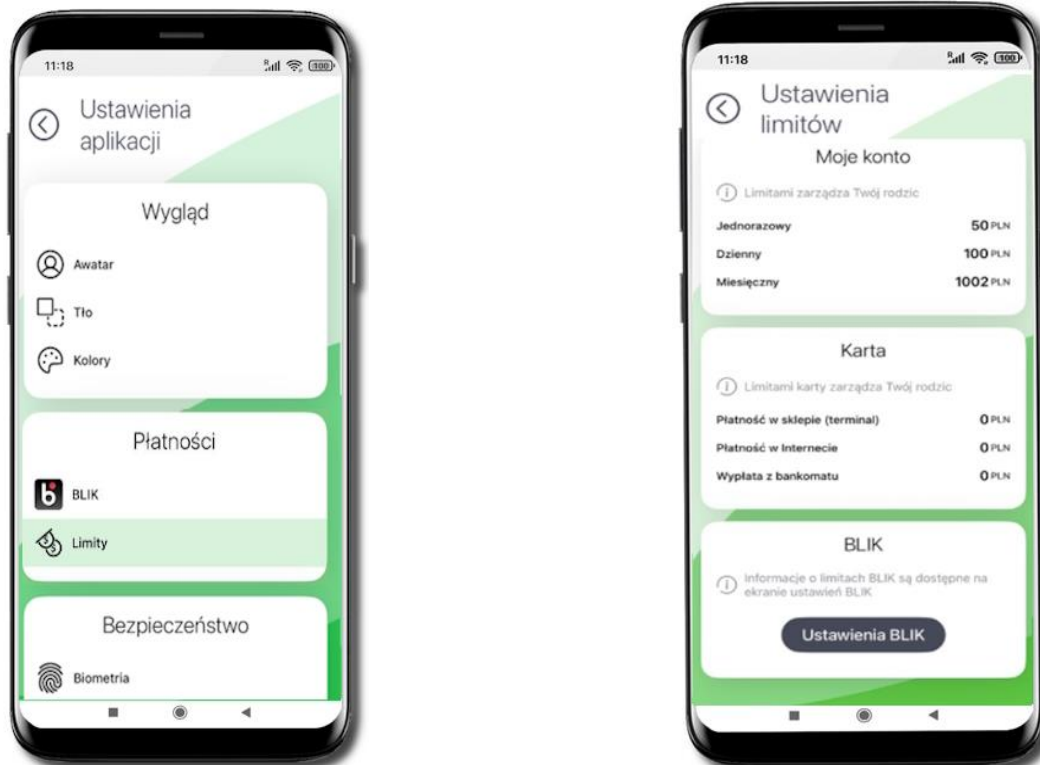 11:18
100
Ustawienia
aplikacji
Wygląd
Awatar
Tło
Kolory
Płatności
BLIK
Limity
Bezpieczeństwo
Biometria
11:18
100
Ustawienia
limitów
Moje konto
Limitami zarządza Twój rodzic
Jednorazowy 50 PLN
Dzienny 100 PLN
Miesięczny 1002 PLN
Karta
Limitami karty zarządza Twój rodzic
Płatność w sklepie (terminal) 0 PLN
Płatność w Internecie 0 PLN
Wypłata z bankomatu 0 PLN
BLIK
Informacje o limitach BLIK są dostępne na
ekranie ustawień BLIK
Ustawienia BLIK